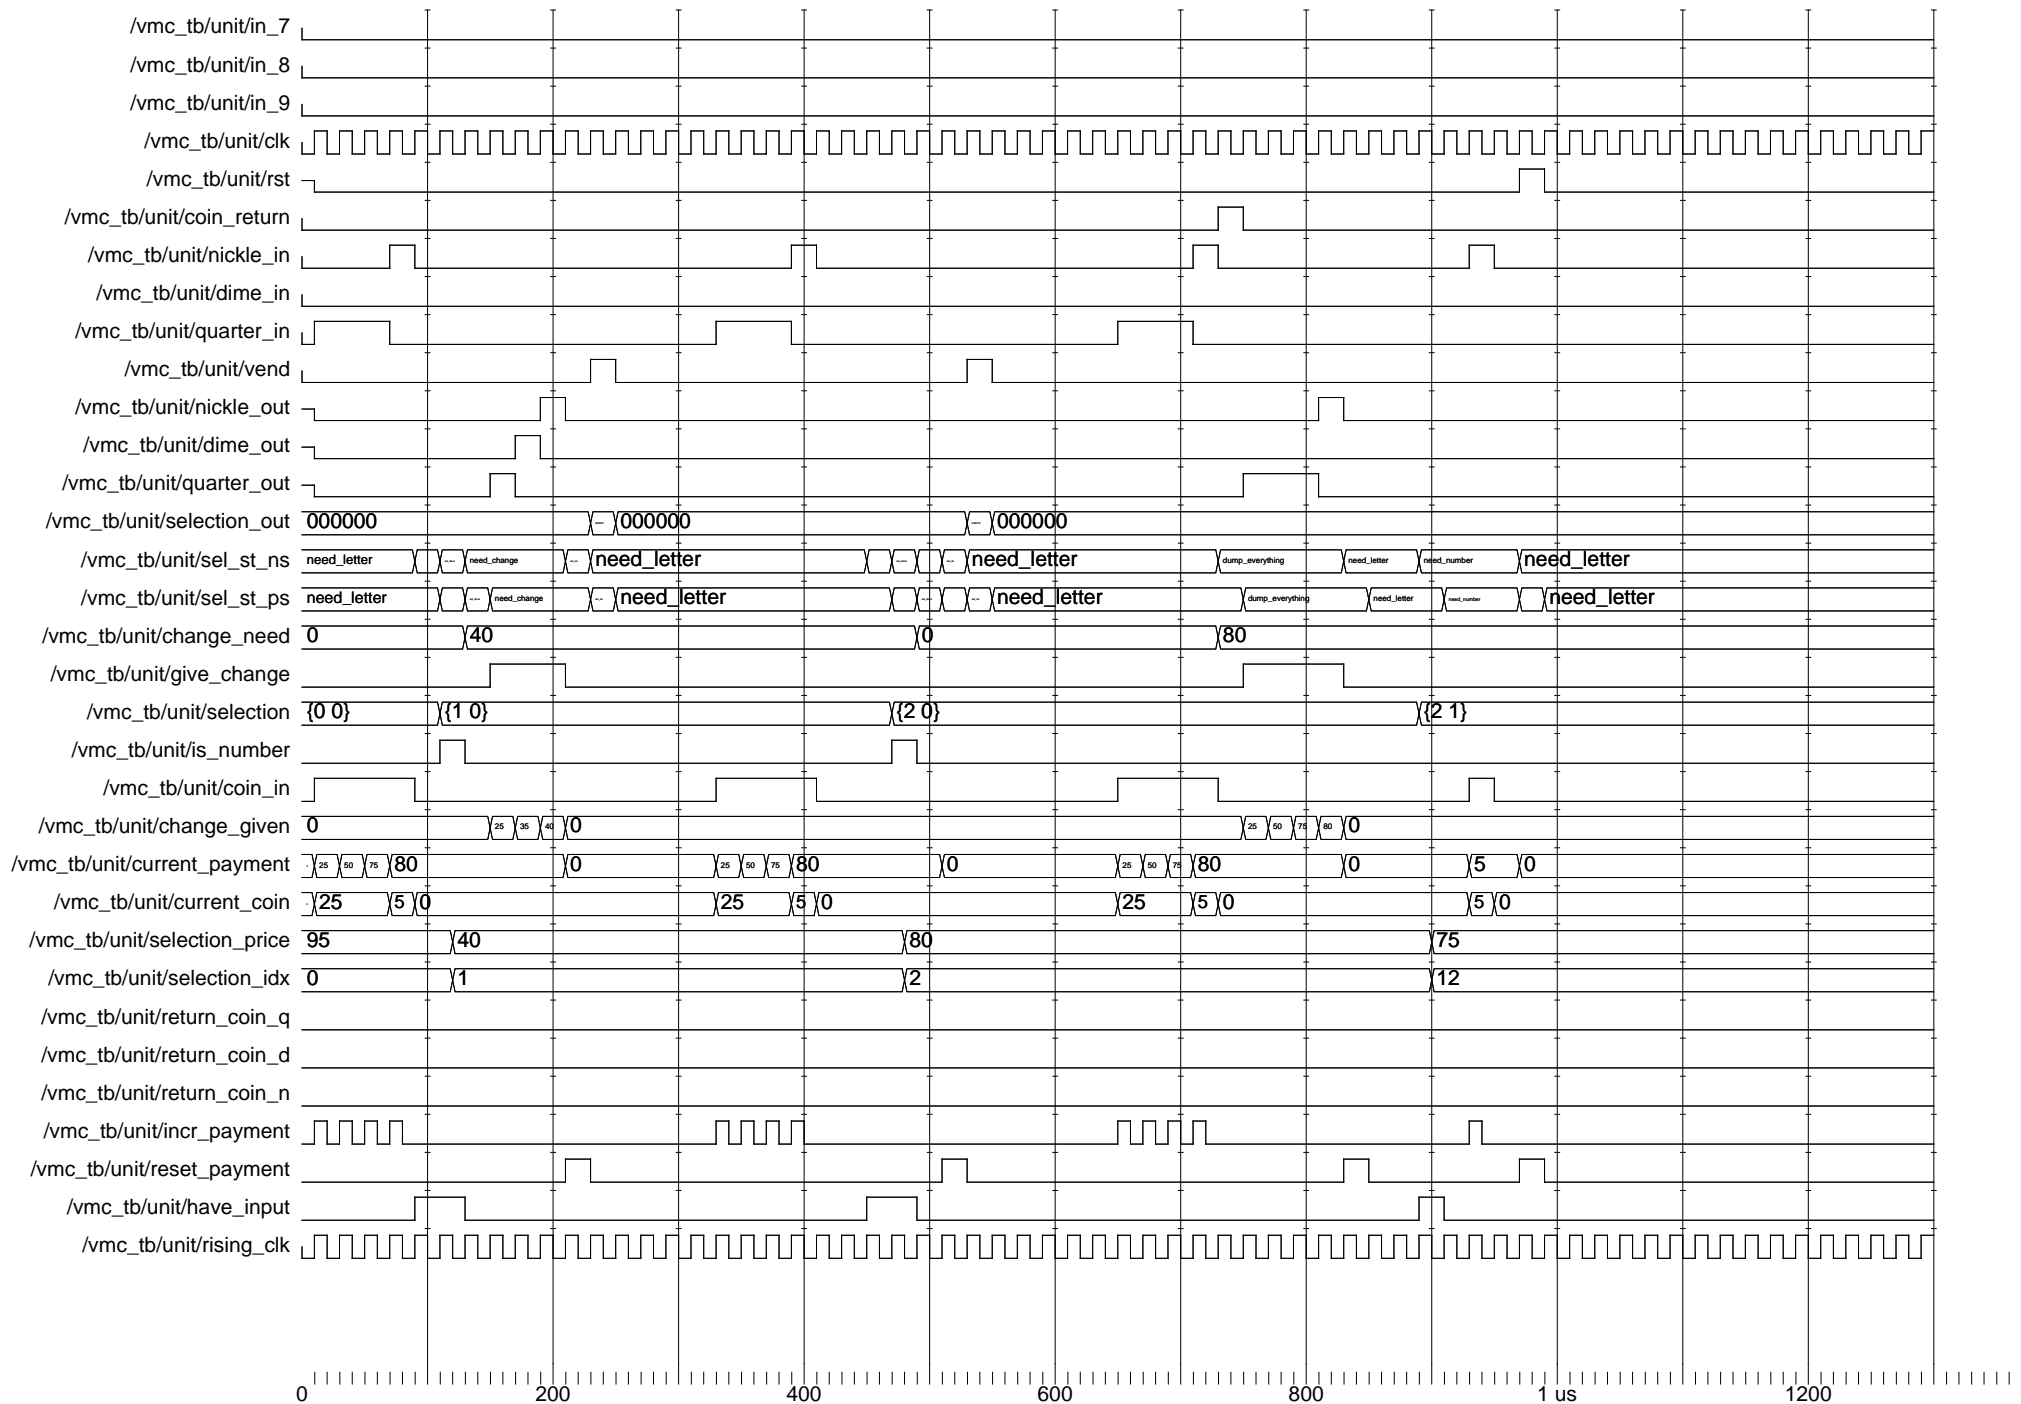 /vmc_tb/unit/in_7
/vmc_tb/unit/in_8
/vmc_tb/unit/in_9
/vmc_tb/unit/clk
/vmc_tb/unit/rst
/vmc_tb/unit/coin_return
/vmc_tb/unit/nickle_in
/vmc_tb/unit/dime_in
/vmc_tb/unit/quarter_in
/vmc_tb/unit/vend
/vmc_tb/unit/nickle_out
/vmc_tb/unit/dime_out
/vmc_tb/unit/quarter_out
/vmc_tb/unit/selection_out 000000 000000 000000
/vmc_tb/unit/sel_st_ns need_letter need_change need_letter need_letter dump_everything need_letter need_number need_letter
/vmc_tb/unit/sel_st_ps need_letter need_change need_letter need_letter dump_everything need_letter need_number need_letter
/vmc_tb/unit/change_need 0 40 0 80
/vmc_tb/unit/give_change
/vmc_tb/unit/selection {0 0} {1 0} {2 0} {2 1}
/vmc_tb/unit/is_number
/vmc_tb/unit/coin_in
/vmc_tb/unit/change_given 0 25 35 40 0 25 50 75 80 0
/vmc_tb/unit/current_payment 25 50 75 80 0 25 50 75 80 0 25 50 75 80 0 5 0
/vmc_tb/unit/current_coin 25 5 0 25 5 0 25 5 0 5 0
/vmc_tb/unit/selection_price 95 40 80 75
/vmc_tb/unit/selection_idx 0 1 2 12
/vmc_tb/unit/return_coin_q
/vmc_tb/unit/return_coin_d
/vmc_tb/unit/return_coin_n
/vmc_tb/unit/incr_payment
/vmc_tb/unit/reset_payment
/vmc_tb/unit/have_input
/vmc_tb/unit/rising_clk
0 200 400 600 800 1 us 1200